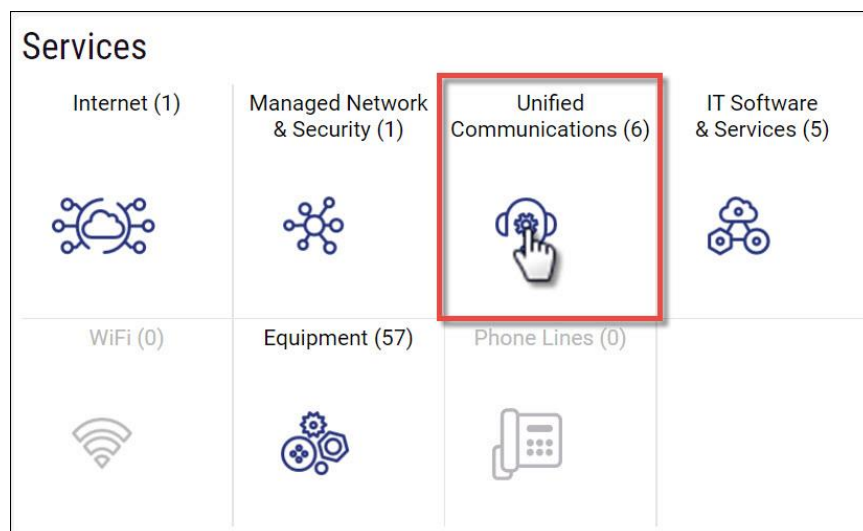 Services
Internet (1)
Managed Network
& Security (1)
Unified
Communications (6)
IT Software
& Services (5)
WiFi (0)
Equipment (57)
Phone Lines (0)